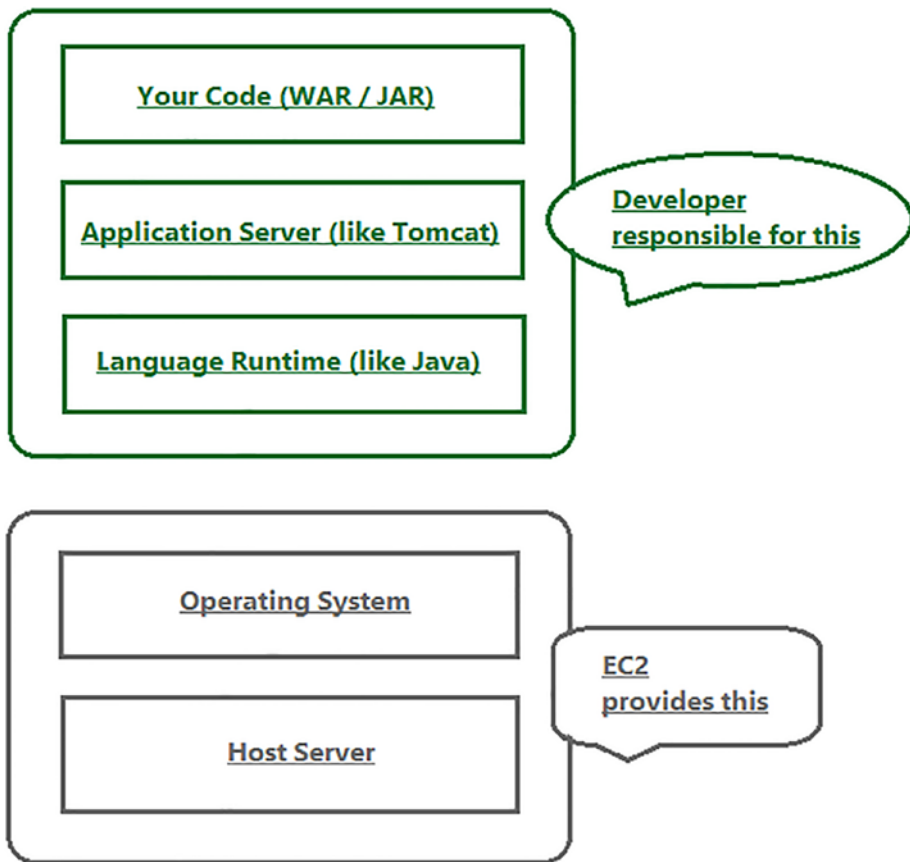 Your Code (WAR / JAR)
Application Server (like Tomcat)
Developer
responsible for this
Language Runtime (like Java)
Operating System
EC2
provides this
Host Server